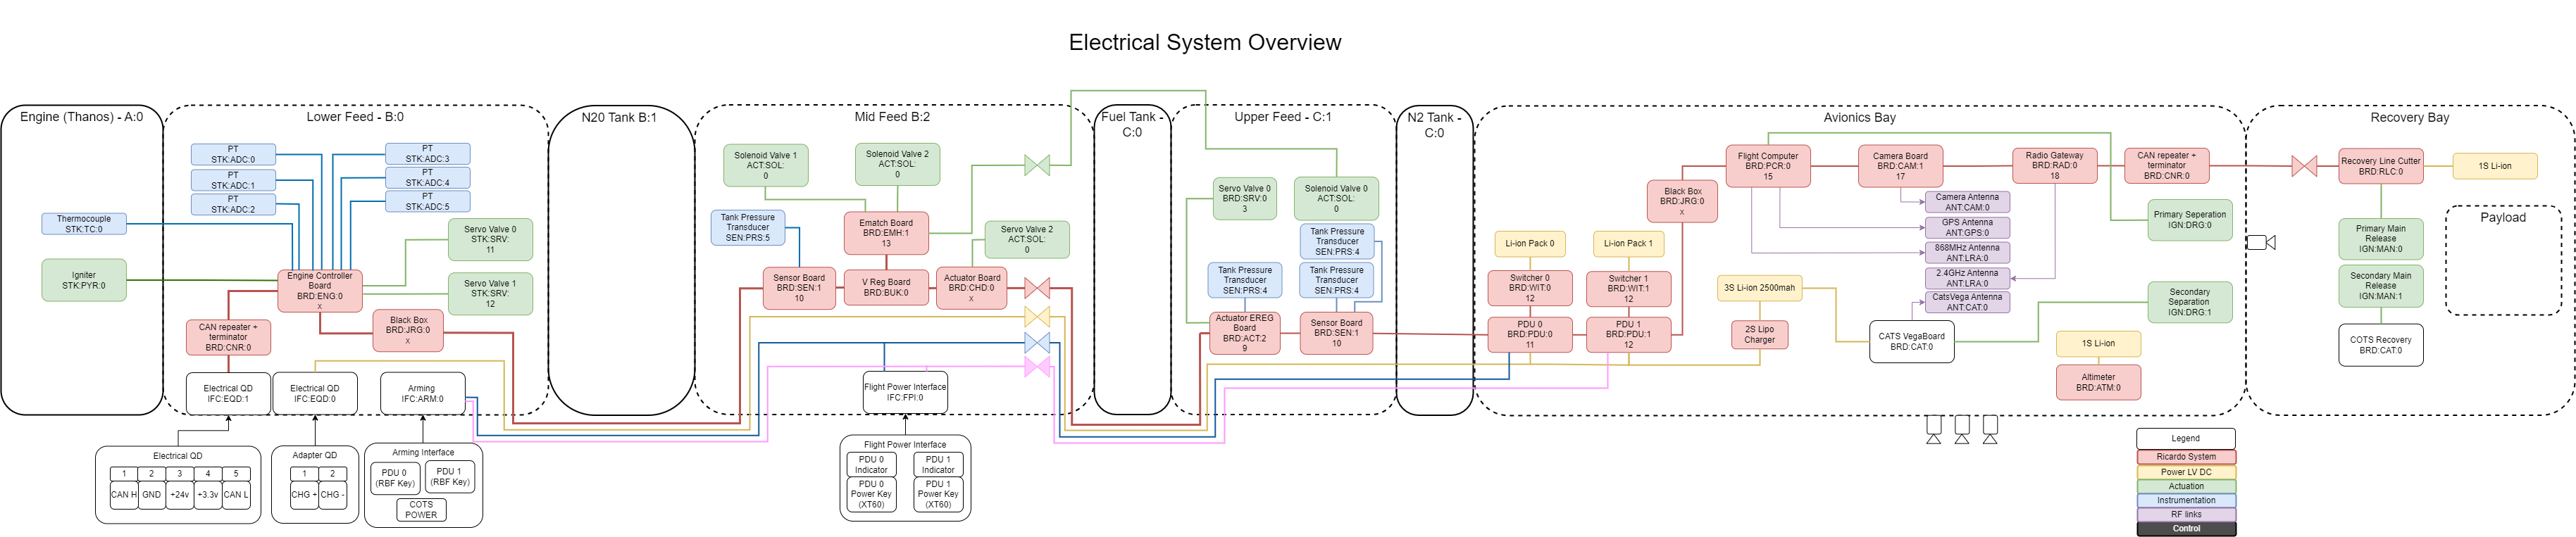 Electrical System Overview
Engine (Thanos) - A:0
Thermocouple
STK:TC:0
Igniter
STK:PYR:0
Lower Feed - B:0
PT
STK:ADC:0
PT
STK:ADC:1
PT
STK:ADC:2
PT
STK:ADC:3
PT
STK:ADC:4
PT
STK:ADC:5
Servo Valve 0
STK:SRV:
11
Servo Valve 1
STK:SRV:
12
Engine Controller
Board
BRD:ENG:0
x
Black Box
BRD:JRG:0
x
CAN repeater +
terminator
BRD:CNR:0
Electrical QD
IFC:EQD:1
Electrical QD
IFC:EQD:0
Arming
IFC:ARM:0
Electrical QD
1
2
3
4
5
CAN H
GND
+24v
+3.3v
CAN L
Adapter QD
1
2
CHG +
CHG -
Arming Interface
PDU 0
(RBF Key)
PDU 1
(RBF Key)
COTS
POWER
N20 Tank B:1
Mid Feed B:2
Solenoid Valve 1
ACT:SOL:
0
Solenoid Valve 2
ACT:SOL:
0
Tank Pressure
Transducer
SEN:PRS:5
Ematch Board
BRD:EMH:1
13
Servo Valve 2
ACT:SOL:
0
Sensor Board
BRD:SEN:1
10
V Reg Board
BRD:BUK:0
Actuator Board
BRD:CHD:0
x
Flight Power Interface
IFC:FPI:0
Flight Power Interface
PDU 0
Indicator
PDU 1
Indicator
PDU 0
Power Key
(XT60)
PDU 1
Power Key
(XT60)
Fuel Tank -
C:0
Upper Feed - C:1
Servo Valve 0
BRD:SRV:0
3
Solenoid Valve 0
ACT:SOL:
0
Tank Pressure
Transducer
SEN:PRS:4
Tank Pressure
Transducer
SEN:PRS:4
Tank Pressure
Transducer
SEN:PRS:4
Actuator EREG
Board
BRD:ACT:2
9
Sensor Board
BRD:SEN:1
10
N2 Tank -
C:0
Avionics Bay
Li-ion Pack 0
Li-ion Pack 1
Switcher 0
BRD:WIT:0
12
Switcher 1
BRD:WIT:1
12
PDU 0
BRD:PDU:0
11
PDU 1
BRD:PDU:1
12
Black Box
BRD:JRG:0
x
Flight Computer
BRD:PCR:0
15
Camera Board
BRD:CAM:1
17
Radio Gateway
BRD:RAD:0
18
CAN repeater +
terminator
BRD:CNR:0
Camera Antenna
ANT:CAM:0
GPS Antenna
ANT:GPS:0
868MHz Antenna
ANT:LRA:0
2.4GHz Antenna
ANT:LRA:0
CatsVega Antenna
ANT:CAT:0
3S Li-ion 2500mah
2S Lipo
Charger
CATS VegaBoard
BRD:CAT:0
1S Li-ion
Altimeter
BRD:ATM:0
Primary Seperation
IGN:DRG:0
Secondary
Separation
IGN:DRG:1
Recovery Bay
Recovery Line Cutter
BRD:RLC:0
1S Li-ion
Primary Main
Release
IGN:MAN:0
Secondary Main
Release
IGN:MAN:1
COTS Recovery
BRD:CAT:0
Payload
Legend
Ricardo System
Power LV DC
Actuation
Instrumentation
RF links
Control